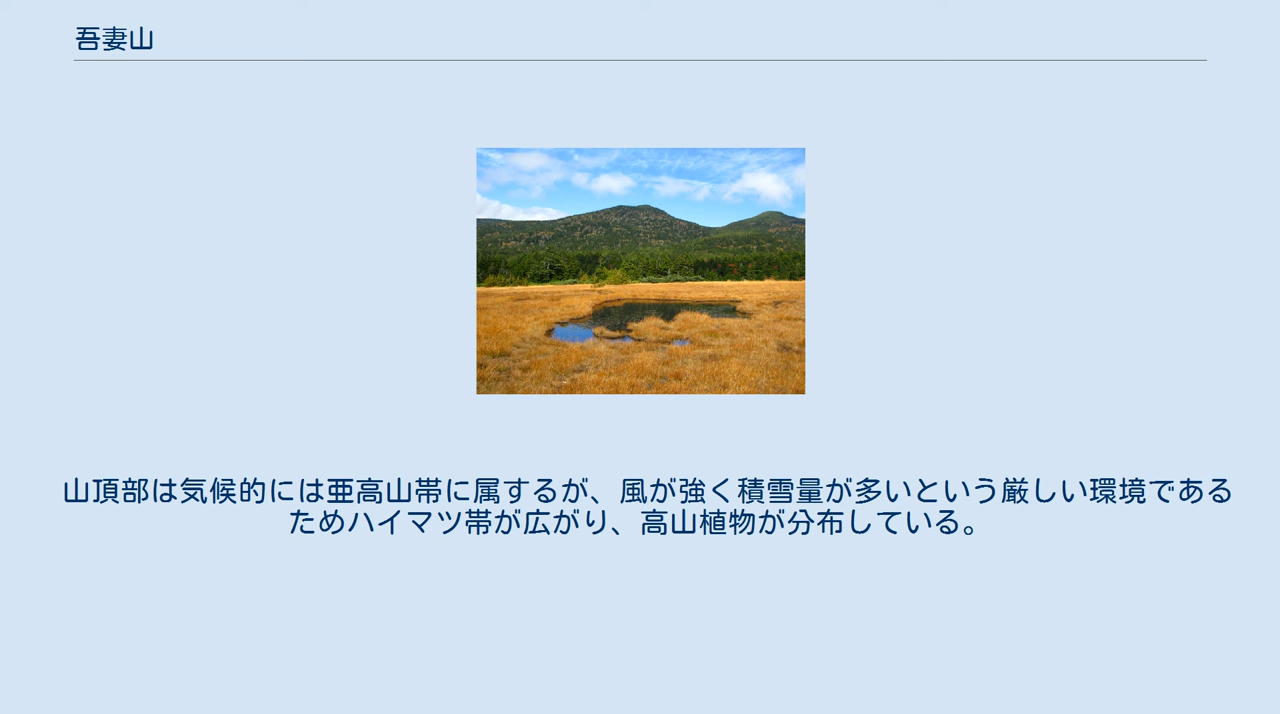 吾妻山
山頂部は気候的には亜高山帯に属するが、風が強く積雪量が多いという厳しい環境である
ためハイマツ帯が広がり、高山植物が分布している。